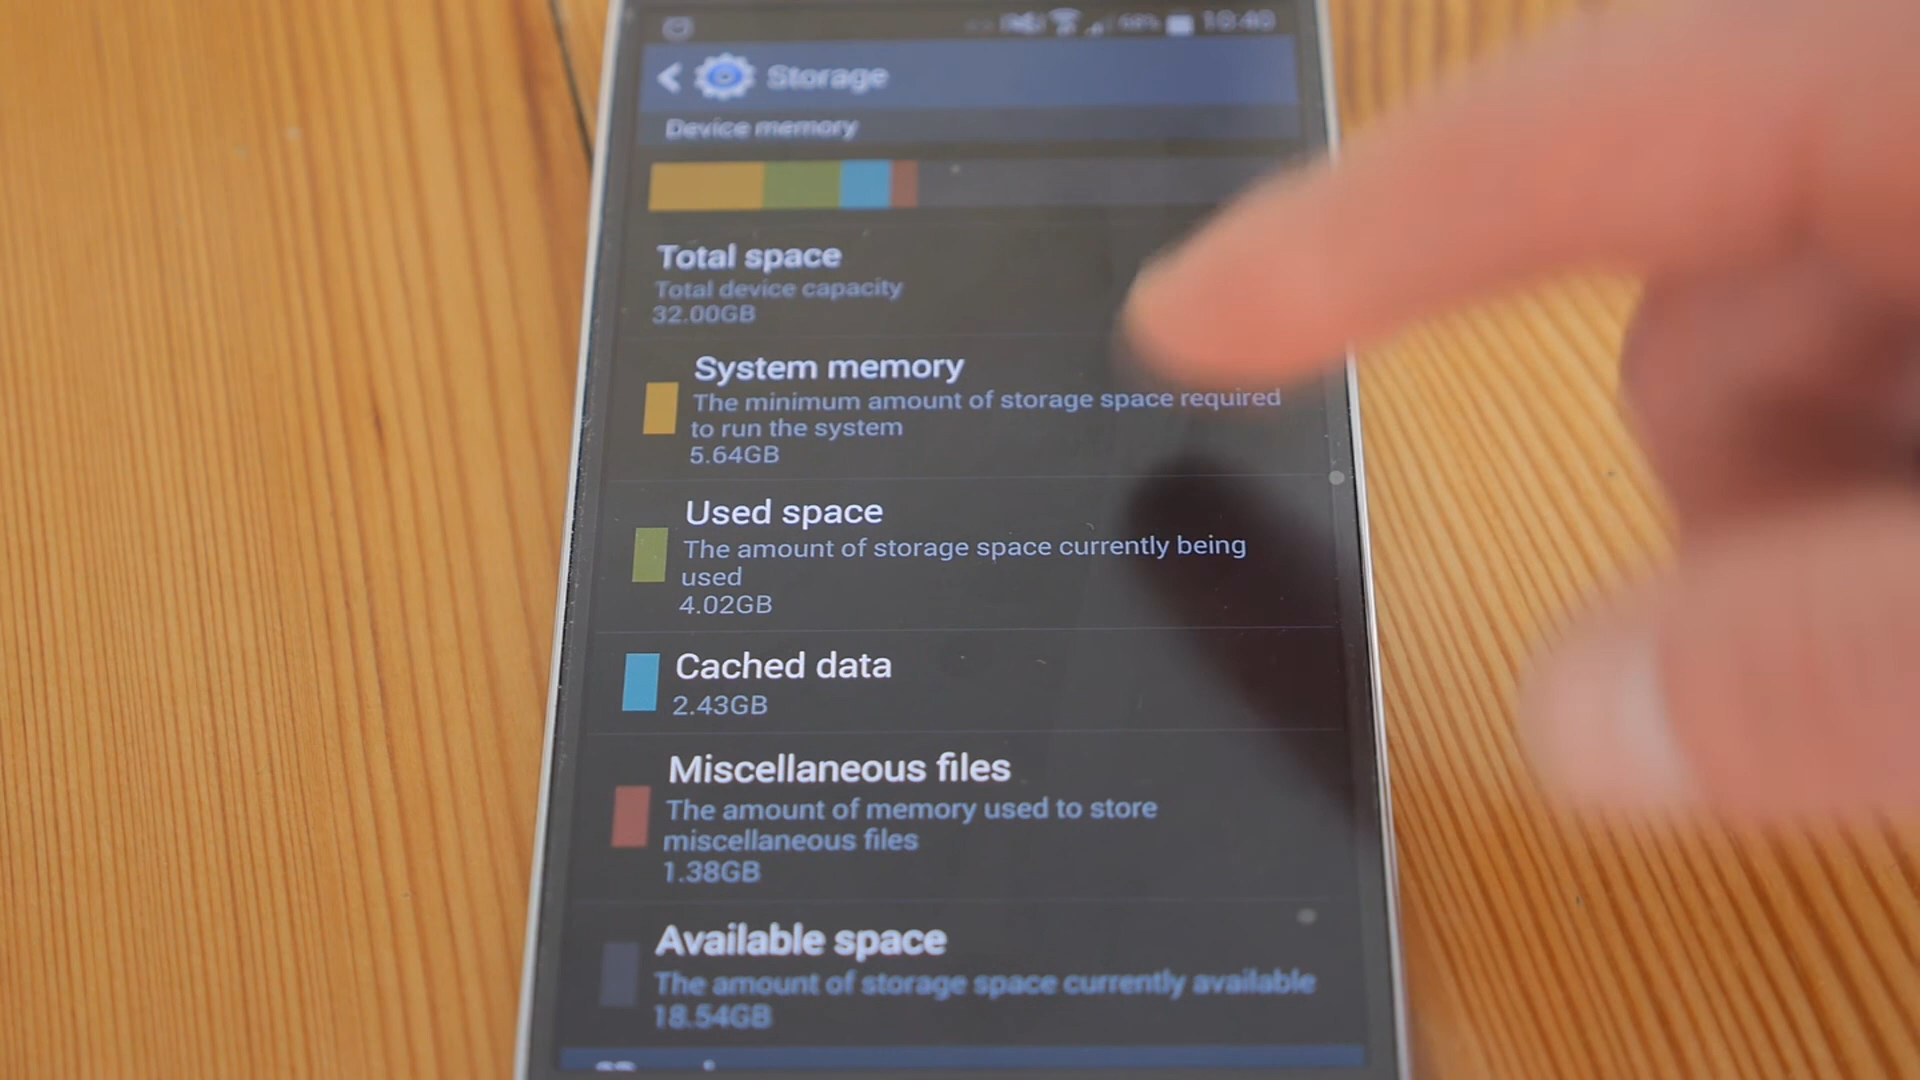 68% 10:40
Storage
Device memory
Total space
Total device capacity
32.00GB
System memory
The minimum amount of storage space required
to run the system
5.64GB
Used space
The amount of storage space currently being
used
4.02GB
Cached data
2.43GB
Miscellaneous files
The amount of memory used to store
miscellaneous files
1.38GB
Available space
The amount of storage space currently available
18.54GB